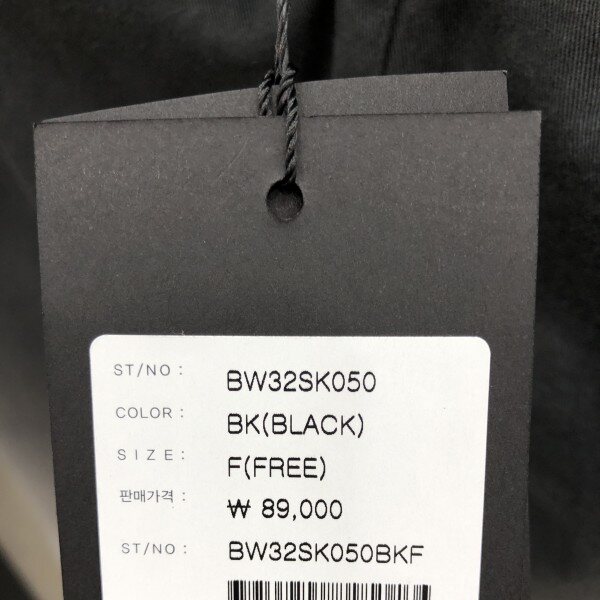 ST/NO : BW32SK050
COLOR : BK(BLACK)
SIZE : F(FREE)
판매가격 : ₩ 89,000
ST/NO : BW32SK050BKF